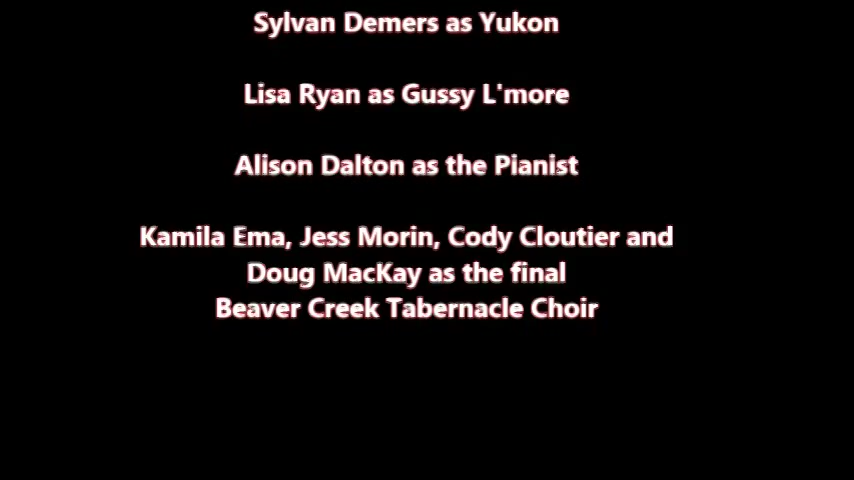 Sylvan Demers as Yukon
Lisa Ryan as Gussy L'more
Alison Dalton as the Pianist
Kamila Ema, Jess Morin, Cody Cloutier and
Doug MacKay as the final
Beaver Creek Tabernacle Choir